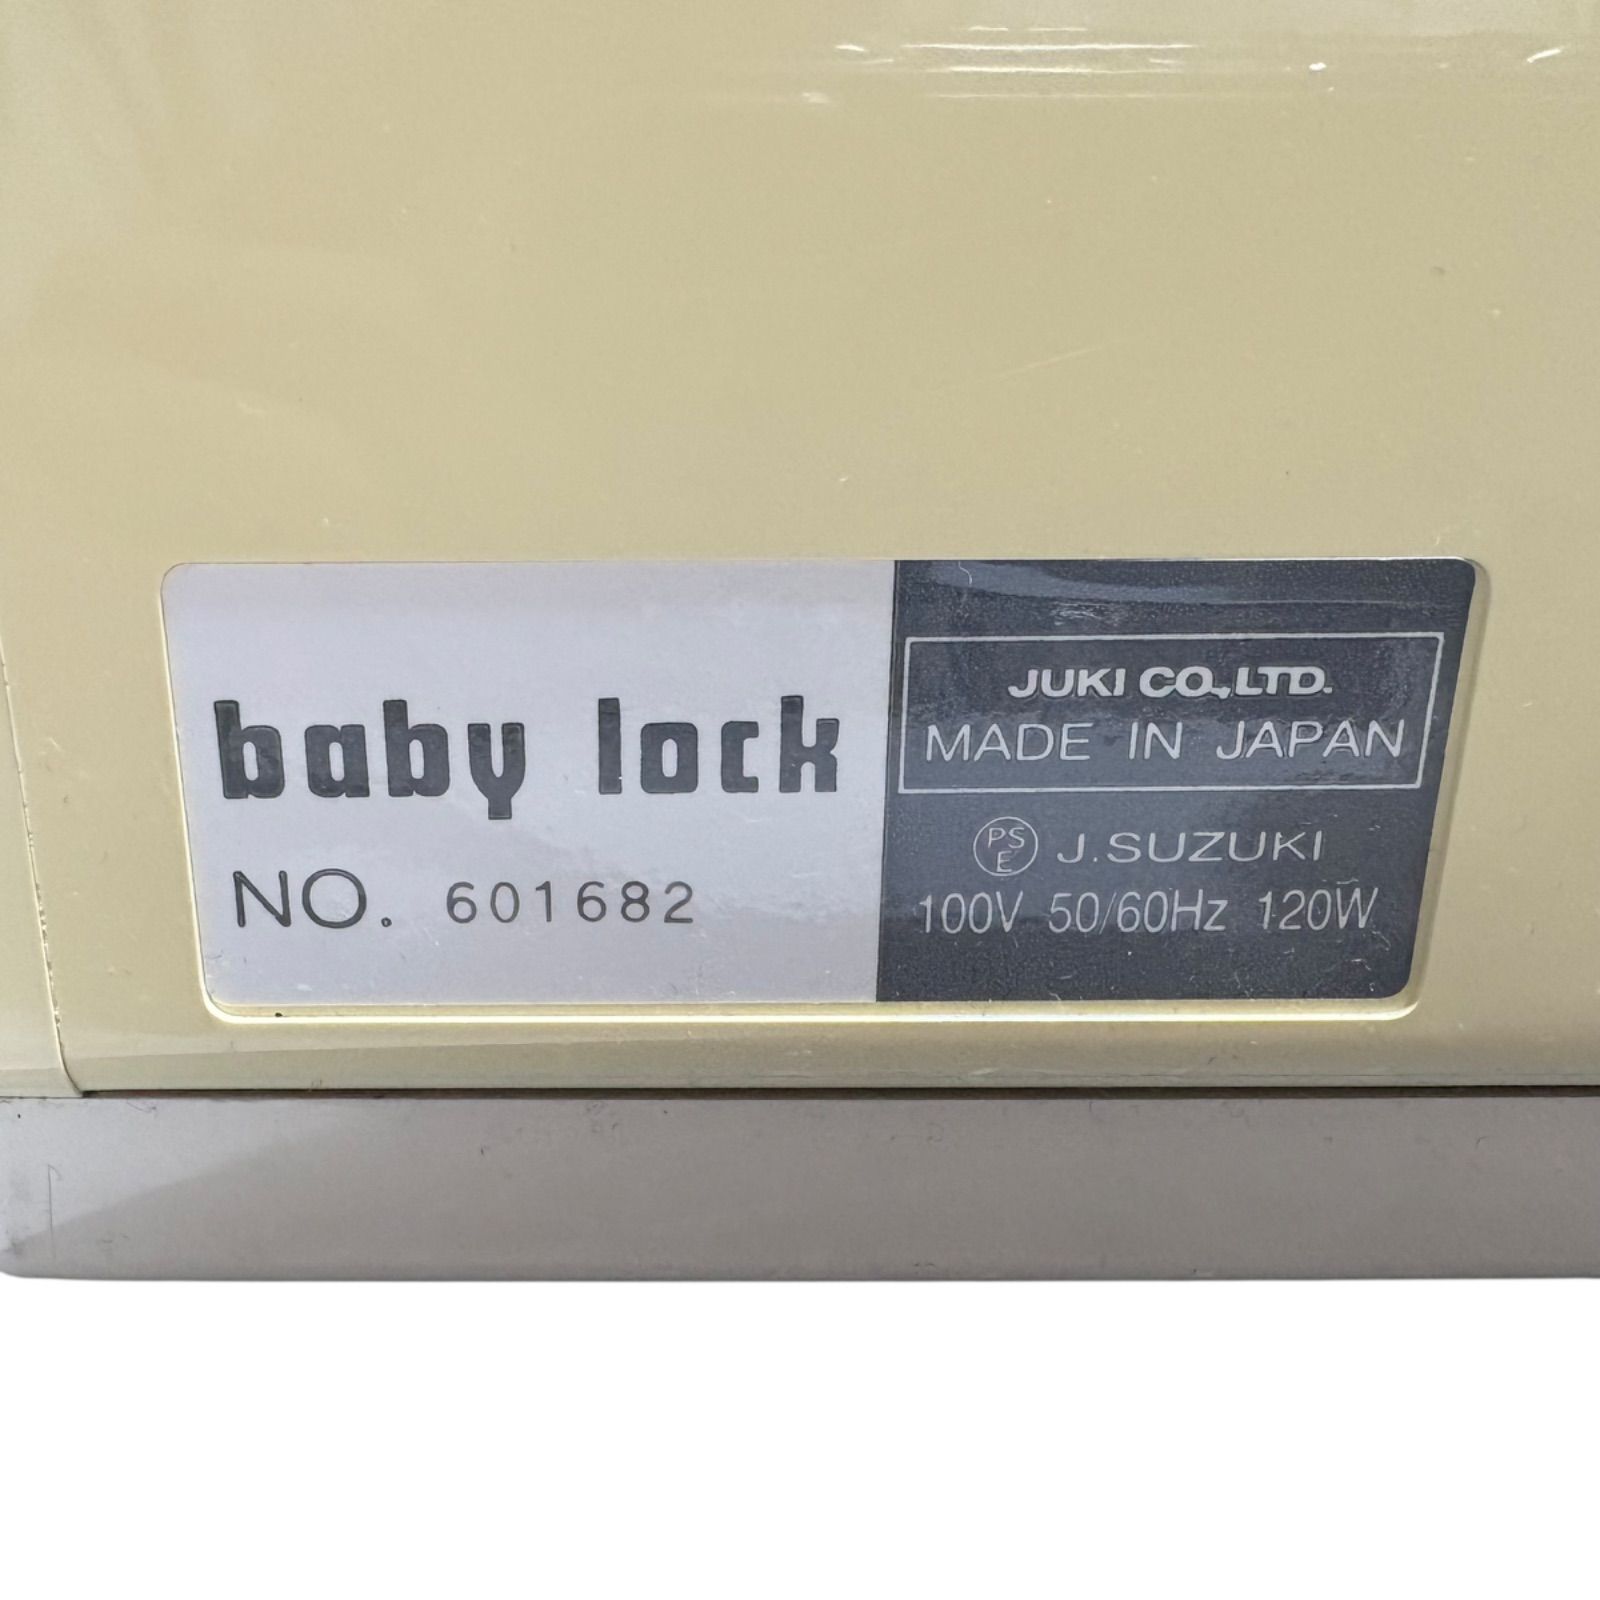 baby lock
NO. 601682
JUKI CO.,LTD.
MADE IN JAPAN
PSE J.SUZUKI
100V 50/60Hz 120W